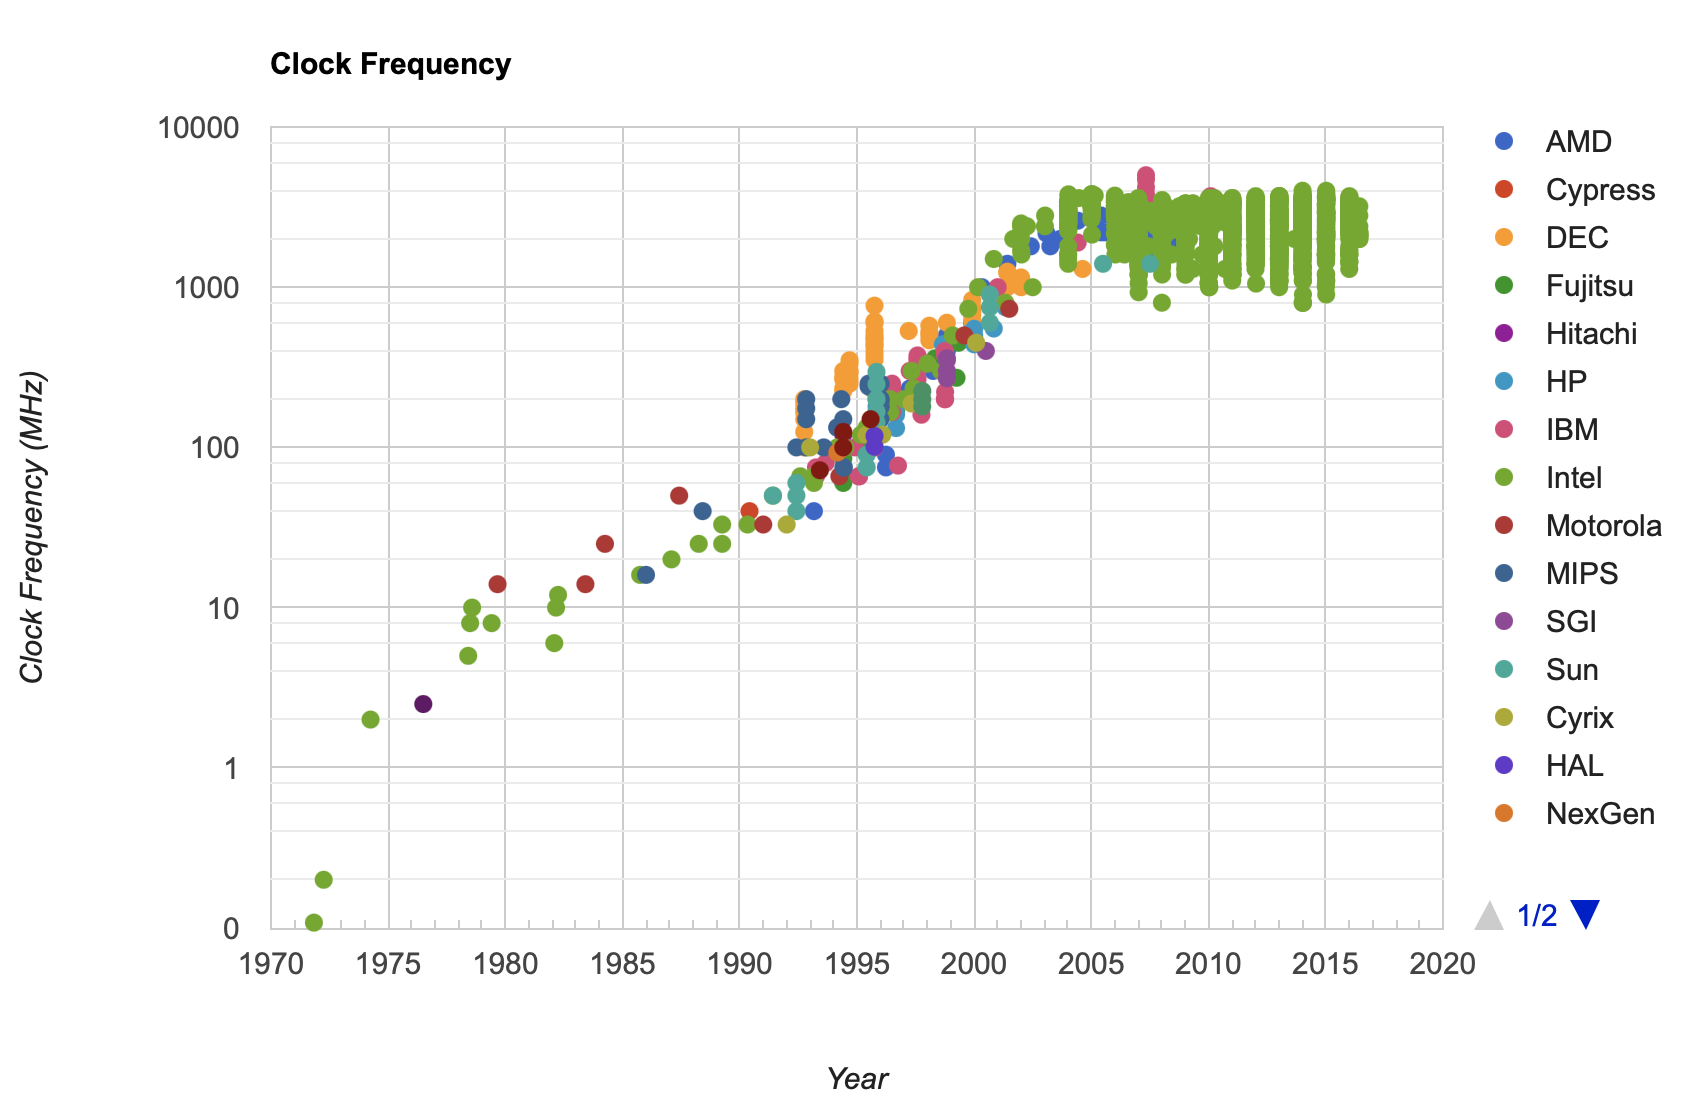 Clock Frequency
10000
1000
100
10
1
0
Clock Frequency (MHz)
1970 1975 1980 1985 1990 1995 2000 2005 2010 2015 2020
Year
AMD
Cypress
DEC
Fujitsu
Hitachi
HP
IBM
Intel
Motorola
MIPS
SGI
Sun
Cyrix
HAL
NexGen
1/2